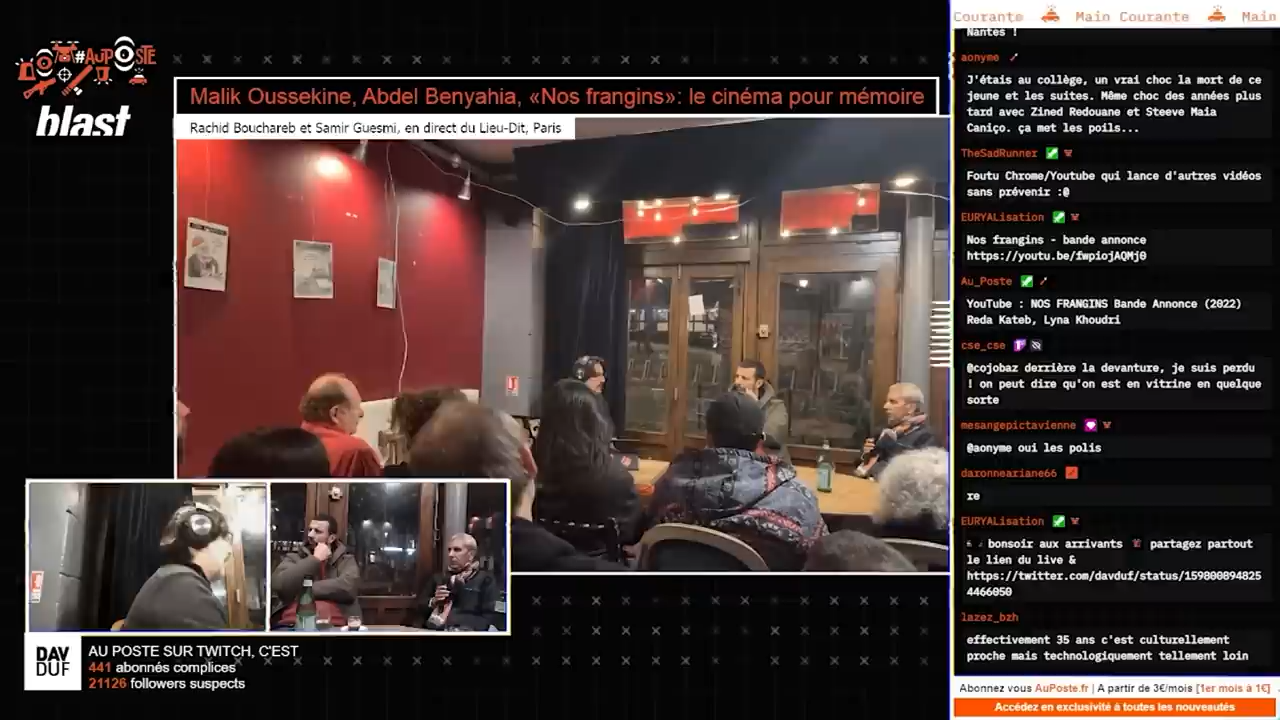 #AUPOSTE
blast
Malik Oussekine, Abdel Benyahia, «Nos frangins»: le cinéma pour mémoire
Rachid Bouchareb et Samir Guesmi, en direct du Lieu-Dit, Paris
DAV
DUF
AU POSTE SUR TWITCH, C'EST
441 abonnés complices
21126 followers suspects
Courante Main Courante Main
Nantes !
aonyme
J'étais au collège, un vrai choc la mort de ce
jeune et les suites. Même choc des années plus
tard avec Zined Redouane et Steeve Maia
Caniço. ça met les poils...
TheSadRunner
Foutu Chrome/Youtube qui lance d'autres vidéos
sans prévenir :@
EURYALisation
Nos frangins - bande annonce
https://youtu.be/fwpiojAQMj0
Au_Poste
YouTube : NOS FRANGINS Bande Annonce (2022)
Reda Kateb, Lyna Khoudri
cse_cse
@cojobaz derrière la devanture, je suis perdu
! on peut dire qu'on est en vitrine en quelque
sorte
mesangepictavienne
@aonyme oui les polis
daronneariane66
re
EURYALisation
bonsoir aux arrivants partagez partout
le lien du live &
https://twitter.com/davduf/status/159800894825
4466050
lazez_bzh
effectivement 35 ans c'est culturellement
proche mais technologiquement tellement loin
Abonnez vous AuPoste.fr | A partir de 3€/mois [1er mois à 1€]
Accédez en exclusivité à toutes les nouveautés